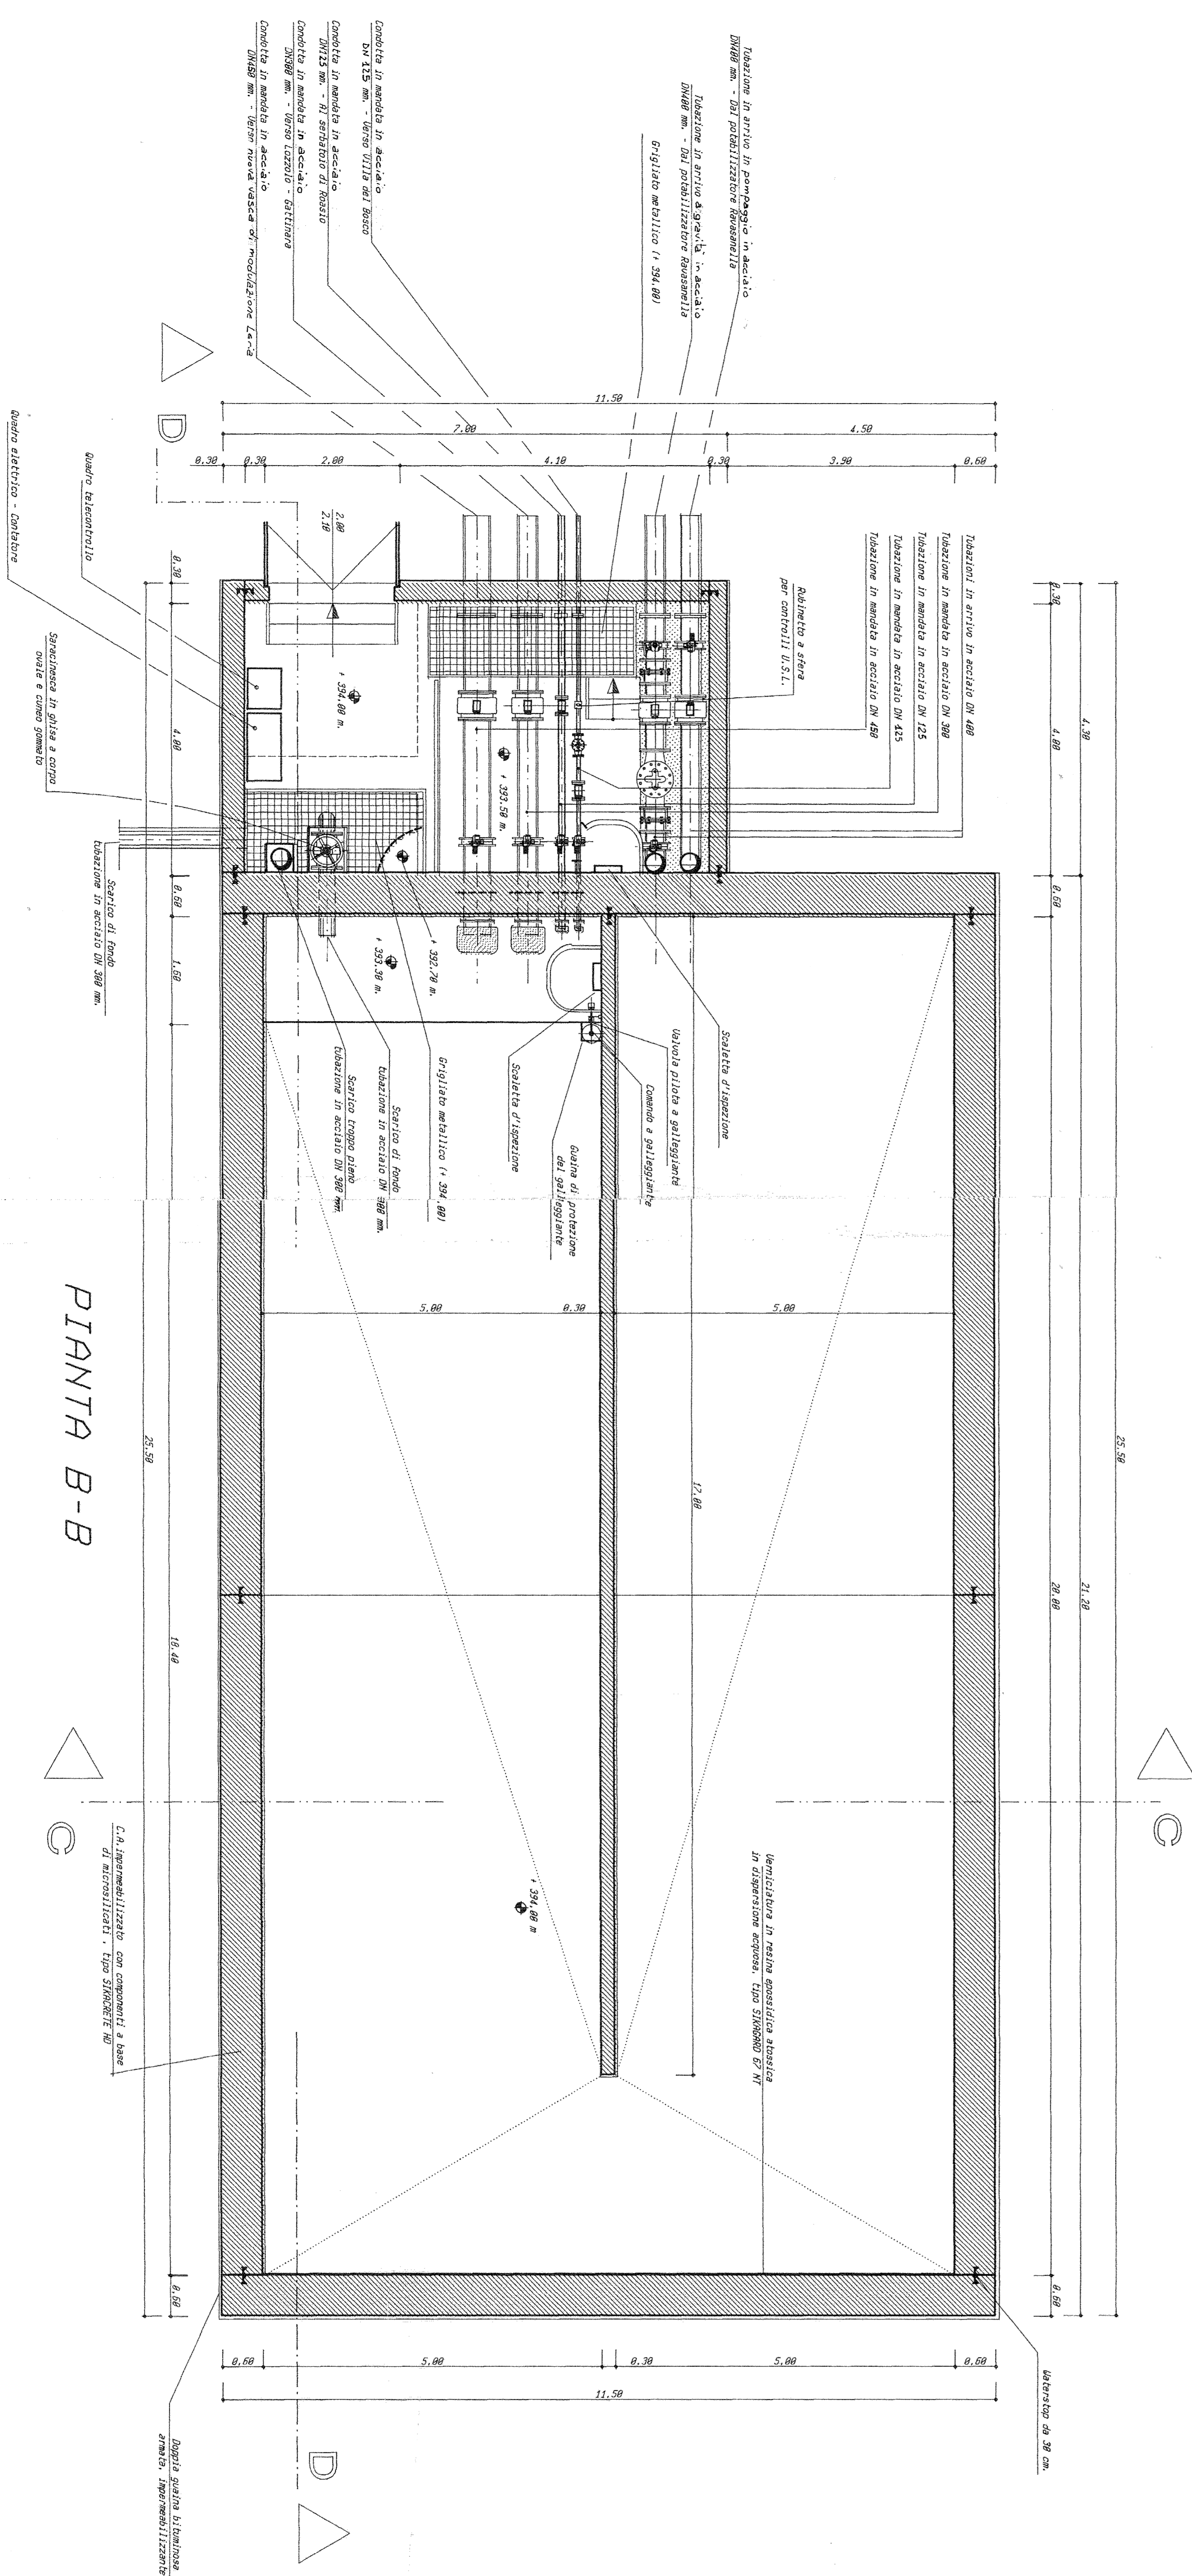 Tubazione in arrivo in pompaggio in acciaio
DN400 mm. - Dal potabilizzatore Ravasanella
Tubazione in arrivo a gravità in acciaio
DN400 mm. - Dal potabilizzatore Ravasanella
Grigliato metallico (+ 394.00)
Condotta in mandata in acciaio
DN 125 mm. - Verso Villa del Bosco
Condotta in mandata in acciaio
DN125 mm. - Al serbatoio di Roasio
Condotta in mandata in acciaio
DN300 mm. - Verso Lozzolo - Gattinara
Condotta in mandata in acciaio
DN450 mm. - Verso nuova vasca di modulazione
D
11.50
7.00
4.50
0.30
0.30
2.00
4.10
0.30
3.90
0.60
Tubazioni in arrivo in acciaio DN 400
Tubazione in mandata in acciaio DN 300
Tubazione in mandata in acciaio DN 125
Tubazione in mandata in acciaio DN 125
Tubazione in mandata in acciaio DN 450
Rubinetto a sfera
per controlli U.S.L.
2.00
2.10
+ 394.00 m.
+ 393.50 m.
Quadro telecontrollo
Quadro elettrico - Contatore
Saracinesca in ghisa a corpo
ovale e cuneo gommato
Scarico di fondo
tubazione in acciaio DN 300 mm.
0.30
4.00
0.60
1.60
18.40
0.60
25.50
0.30
4.00
0.60
20.00
0.60
4.30
21.20
25.50
+ 392.70 m.
+ 393.30 m.
Scaletta d'ispezione
Valvola pilota a galleggiante
Comando a galleggiante
Guaina di protezione
del galleggiante
Scaletta d'ispezione
Grigliato metallico (+ 394.00)
Scarico di fondo
tubazione in acciaio DN 300 mm.
Scarico troppo pieno
tubazione in acciaio DN 300 mm.
5.00
0.30
5.00
17.00
PIANTA B-B
C
C
+ 394.00 m
Verniciatura in resina epossidica atossica
in dispersione acquosa, tipo SIKAGARD 67 MT
C.A. impermeabilizzato con componenti a base
di microsilicati , tipo SIKACRETE HD
0.60
5.00
0.30
5.00
0.60
11.50
Waterstop da 30 cm.
D
Doppia guaina bituminosa
armata, impermeabilizzante